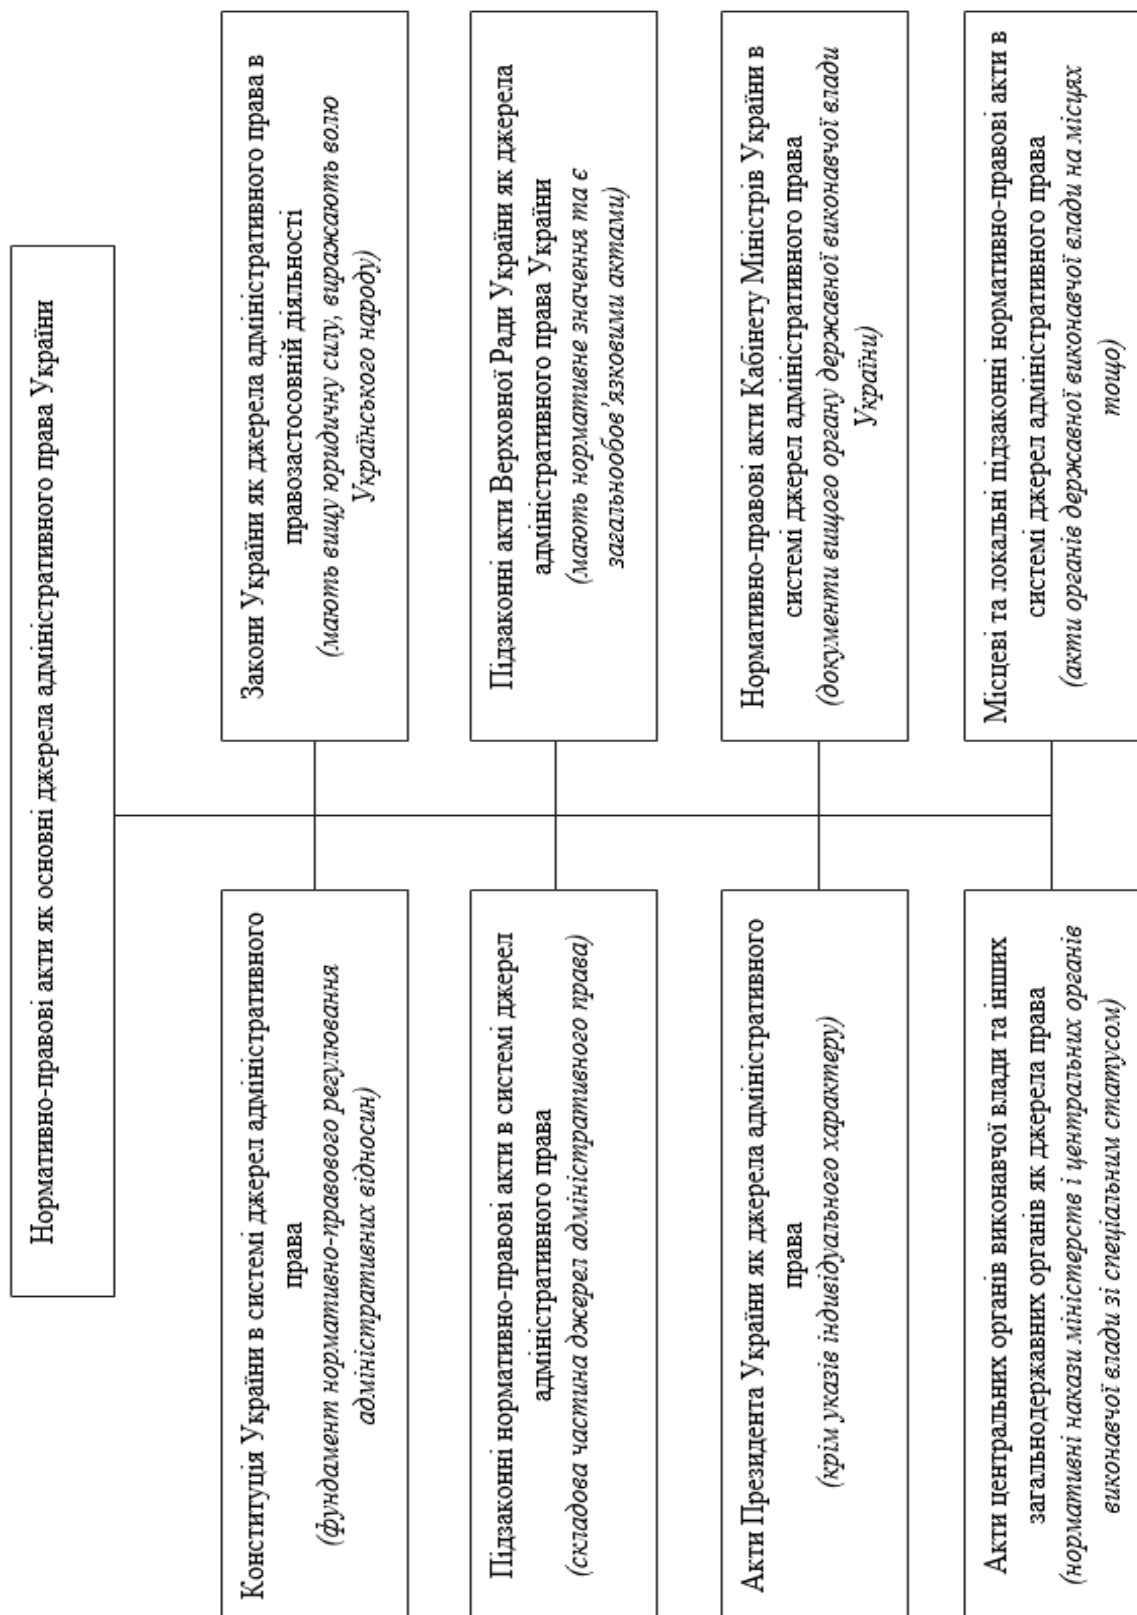 Нормативно-правові акти як основні джерела адміністративного права України
Конституція України в системі джерел адміністративного
права
(фундамент нормативно-правового регулювання
адміністративних відносин)
Закони України як джерела адміністративного права в
правозастосовній діяльності
(мають вищу юридичну силу, виражають волю
Українського народу)
Підзаконні нормативно-правові акти в системі джерел
адміністративного права
(складова частина джерел адміністративного права)
Підзаконні акти Верховної Ради України як джерела
адміністративного права України
(мають нормативне значення та є
загальнообов’язковими актами)
Акти Президента України як джерела адміністративного
права
(крім указів індивідуального характеру)
Нормативно-правові акти Кабінету Міністрів України в
системі джерел адміністративного права
(документи вищого органу державної виконавчої влади
України)
Акти центральних органів виконавчої влади та інших
загальнодержавних органів як джерела права
(нормативні накази міністерств і центральних органів
виконавчої влади зі спеціальним статусом)
Місцеві та локальні підзаконні нормативно-правові акти в
системі джерел адміністративного права
(акти органів державної виконавчої влади на місцях
тощо)